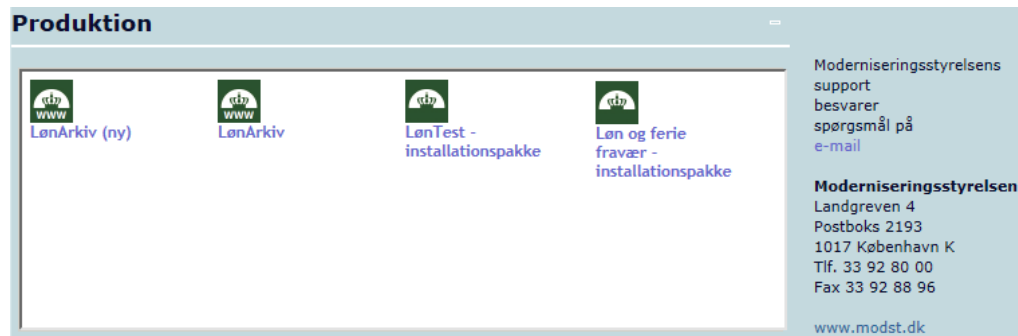 Produktion
www
LønArkiv (ny)
www
LønArkiv
LønTest -
installationspakke
Løn og ferie
fravær -
installationspakke
Moderniseringsstyrelsens
support
besvarer
spørgsmål på
e-mail
Moderniseringsstyrelsen
Landgreven 4
Postboks 2193
1017 København K
Tlf. 33 92 80 00
Fax 33 92 88 96
www.modst.dk